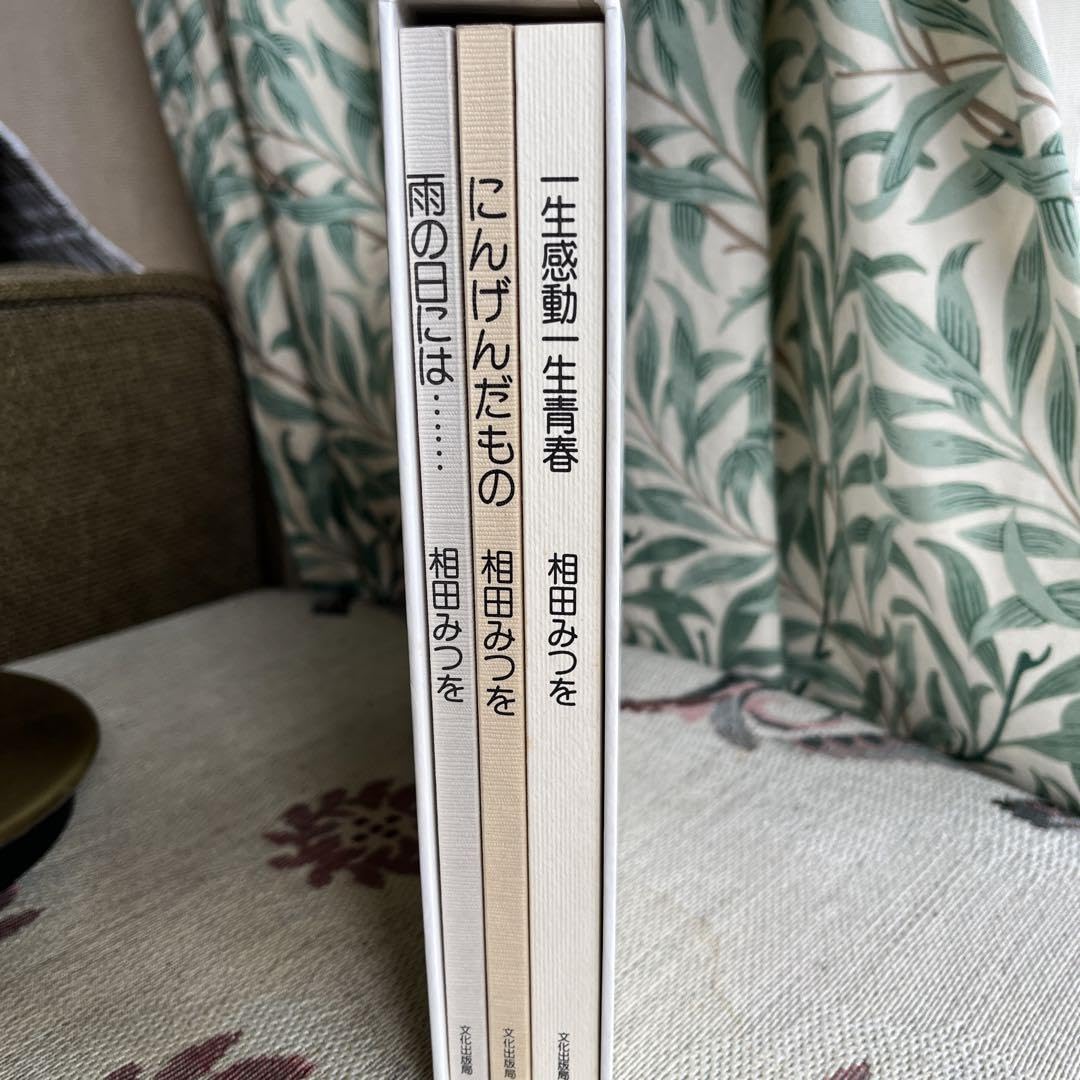 一生感動一生青春
相田みつを
文化出版局
にんげんだもの
相田みつを
文化出版局
雨の日には……
相田みつを
文化出版局